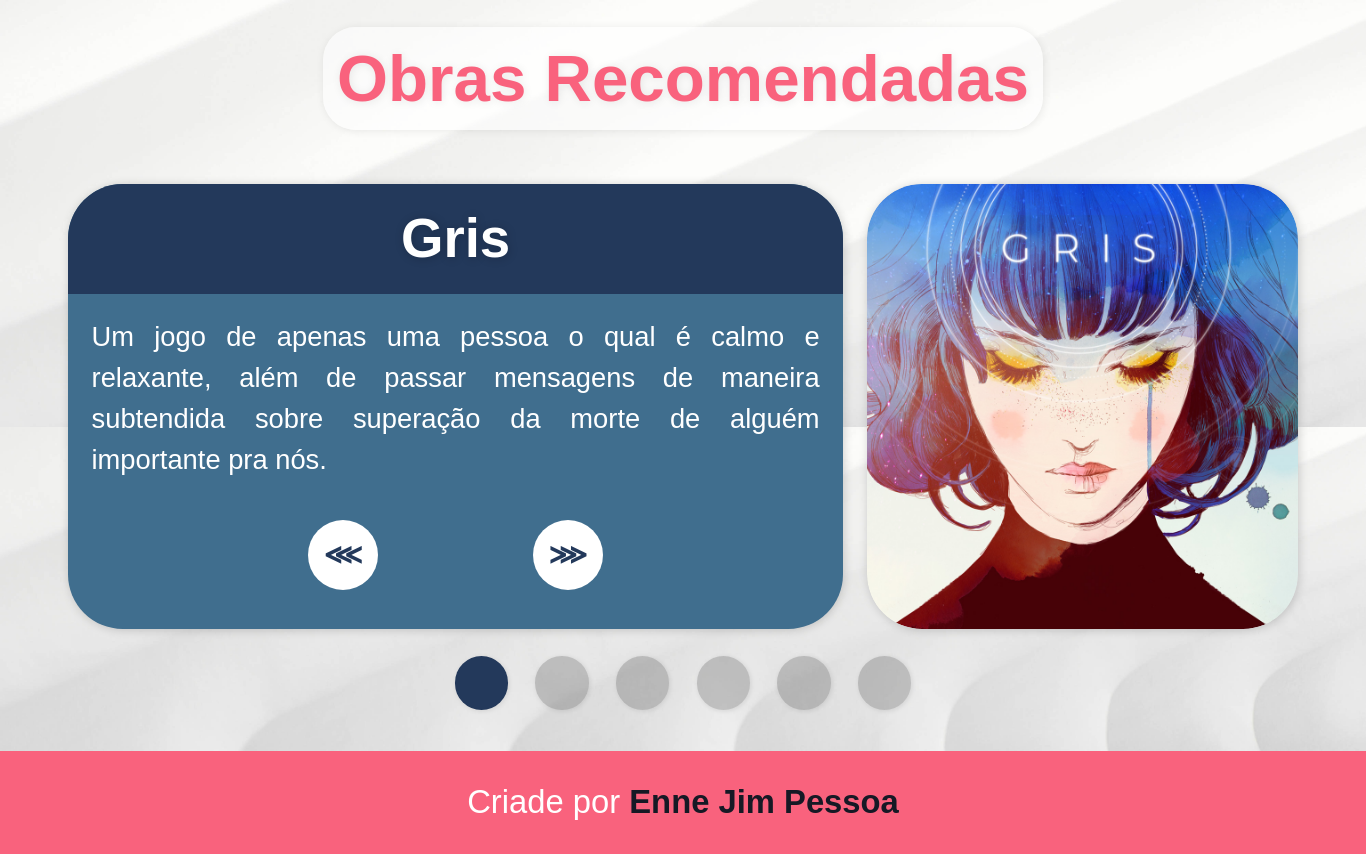 Obras Recomendadas
Gris
Um jogo de apenas uma pessoa o qual é calmo e
relaxante, além de passar mensagens de maneira
subtendida sobre superação da morte de alguém
importante pra nós.
⋘ ⋙
GRIS
Criade por Enne Jim Pessoa